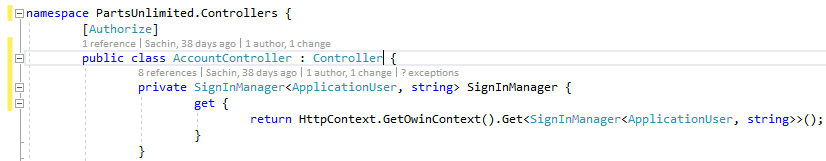 namespace PartsUnlimited.Controllers {
[Authorize]
1 reference | Sachin, 38 days ago | 1 author, 1 change
public class AccountController : Controller {
8 references | Sachin, 38 days ago | 1 author, 1 change | ? exceptions
private SignInManager<ApplicationUser, string> SignInManager {
get {
return HttpContext.GetOwinContext().Get<SignInManager<ApplicationUser, string>>();
}
}